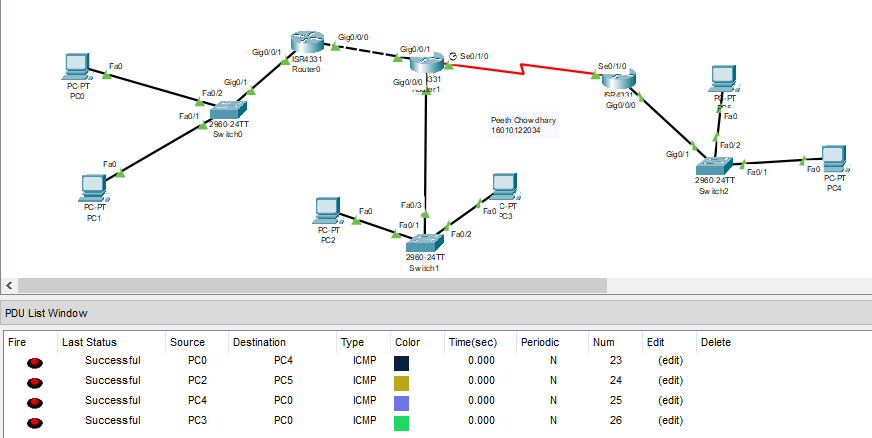 Gig0/0/0
ISR4331
Router0
Gig0/0/1
Gig0/0/1
Se0/1/0
Gig0/0/0
Se0/1/0
ISR4331
Gig0/0/0
Fa0
PC-PT
PC0
Fa0/2
Gig0/1
Fa0/1
2960-24TT
Switch0
Fa0
PC-PT
PC1
Peeth Chowdhary
16010122034
Fa0
Fa0/2
Gig0/1
Fa0/1
2960-24TT
Switch2
Fa0
PC-PT
PC4
Fa0
PC-PT
PC2
Fa0/3
Fa0/1
Fa0/2
2960-24TT
Switch1
Fa0
PC3
PDU List Window
Fire Last Status Source Destination Type Color Time(sec) Periodic Num Edit Delete
Successful PC0 PC4 ICMP 0.000 N 23 (edit)
Successful PC2 PC5 ICMP 0.000 N 24 (edit)
Successful PC4 PC0 ICMP 0.000 N 25 (edit)
Successful PC3 PC0 ICMP 0.000 N 26 (edit)